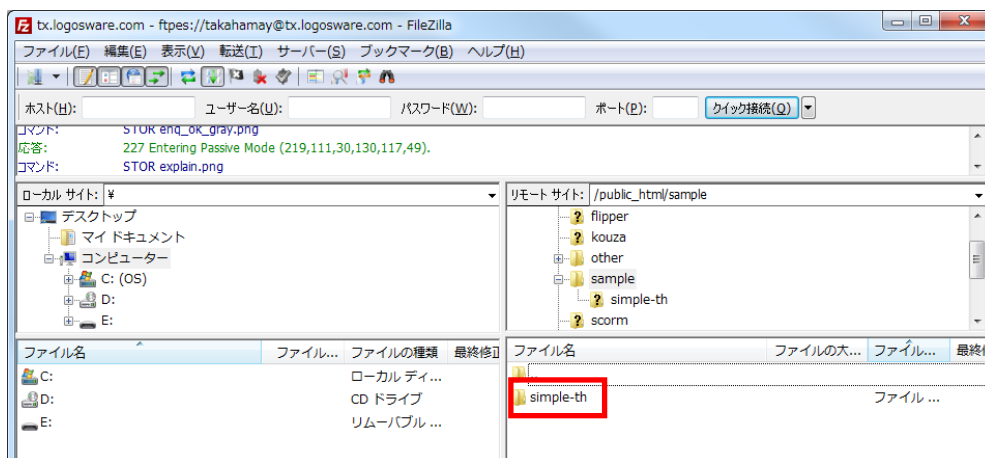 tx.logosware.com - ftpes://takahamay@tx.logosware.com - FileZilla
ファイル(F) 編集(E) 表示(V) 転送(T) サーバー(S) ブックマーク(B) ヘルプ(H)
ホスト(H): ユーザー名(U): パスワード(W): ポート(P): クイック接続(Q)
コマンド: STOR enq_ok_gray.png
応答: 227 Entering Passive Mode (219,111,30,130,117,49).
コマンド: STOR explain.png
ローカル サイト: ¥ リモート サイト: /public_html/sample
デスクトップ ? flipper
マイ ドキュメント ? kouza
コンピューター other
C: (OS) sample
D: ? simple-th
E: ? scorm
ファイル名 ファイル... ファイルの種類 最終修正 ファイル名 ファイルの大... ファイル... 最終
C: ローカル ディ... ..
D: CD ドライブ simple-th ファイル ...
E: リムーバブル ...